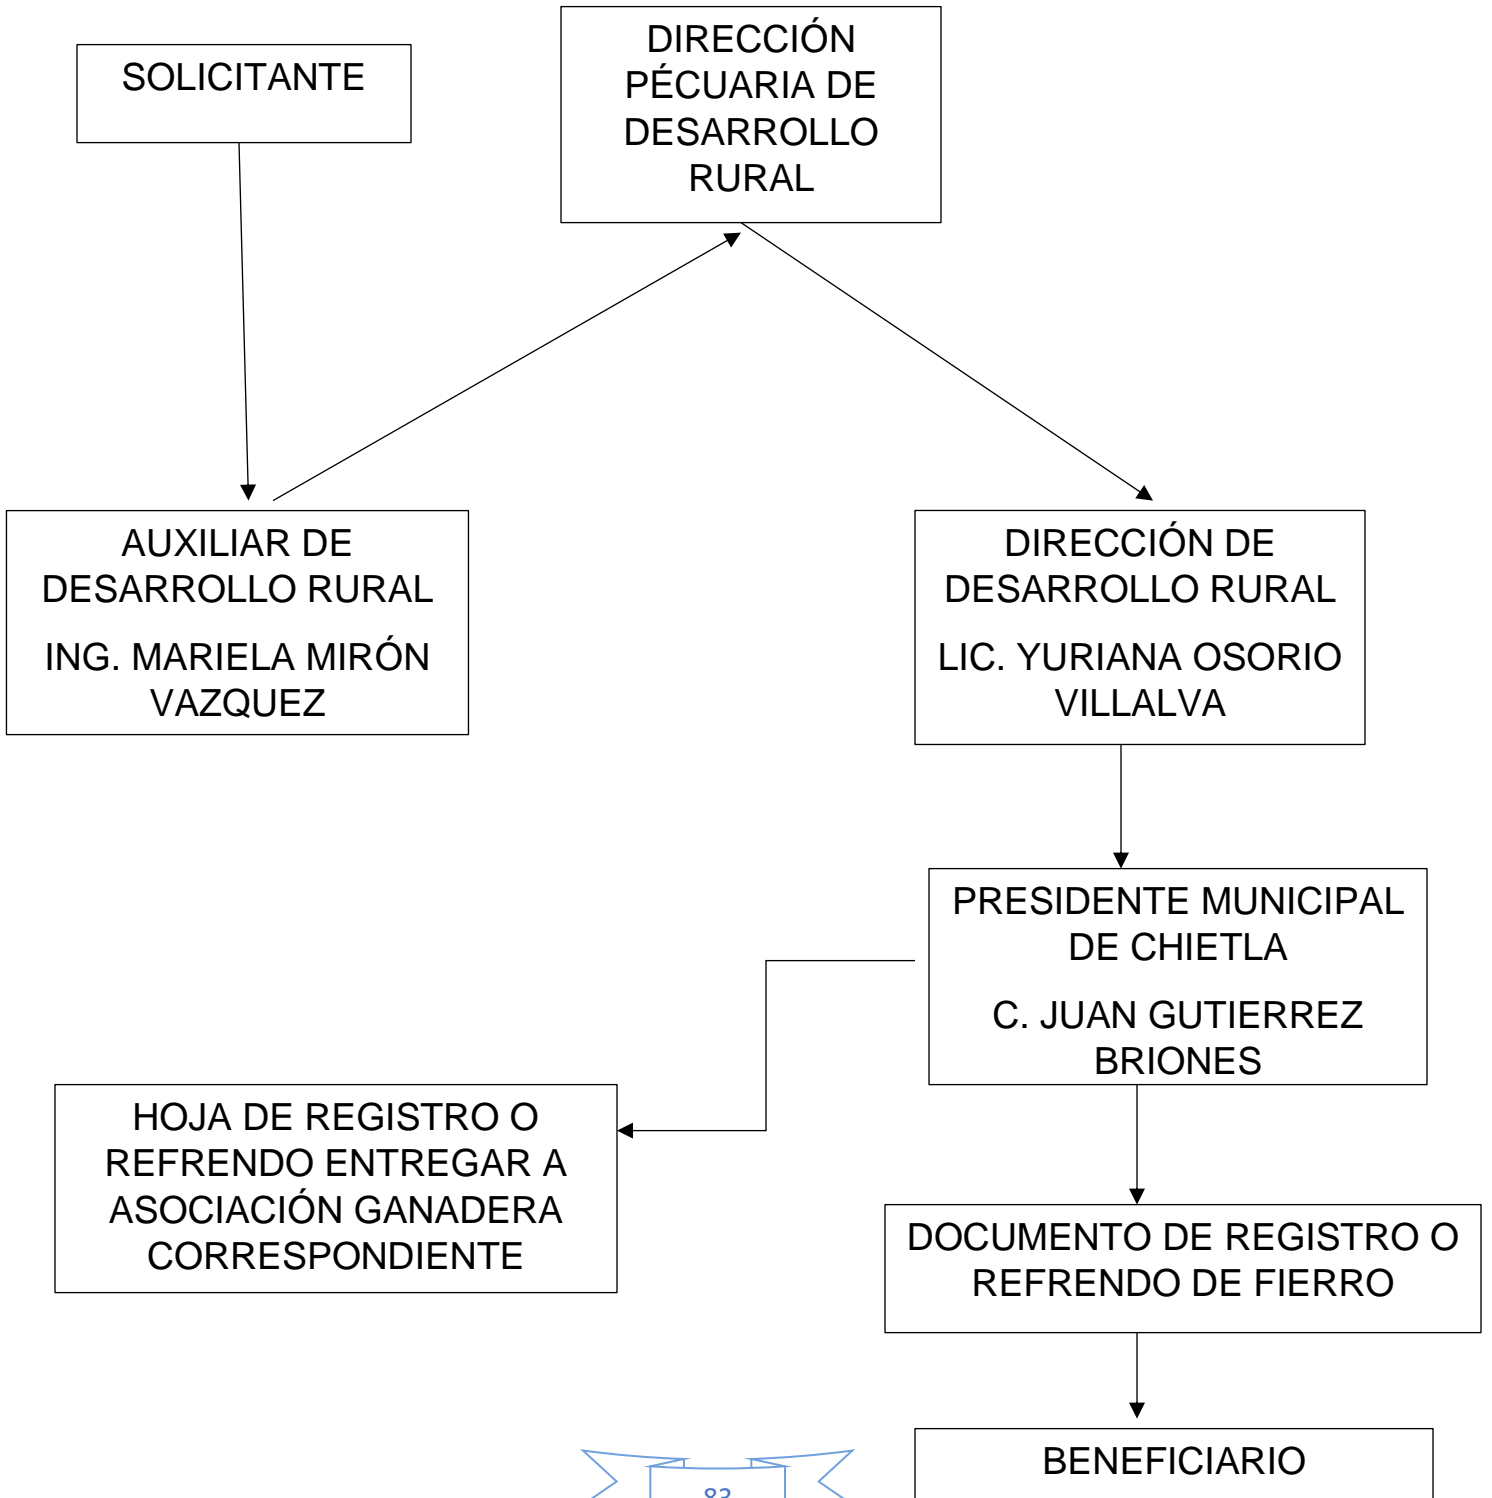 SOLICITANTE
DIRECCIÓN
PÉCUARIA DE
DESARROLLO
RURAL
AUXILIAR DE
DESARROLLO RURAL
ING. MARIELA MIRÓN
VAZQUEZ
DIRECCIÓN DE
DESARROLLO RURAL
LIC. YURIANA OSORIO
VILLALVA
PRESIDENTE MUNICIPAL
DE CHIETLA
C. JUAN GUTIERREZ
BRIONES
HOJA DE REGISTRO O
REFRENDO ENTREGAR A
ASOCIACIÓN GANADERA
CORRESPONDIENTE
DOCUMENTO DE REGISTRO O
REFRENDO DE FIERRO
BENEFICIARIO
83